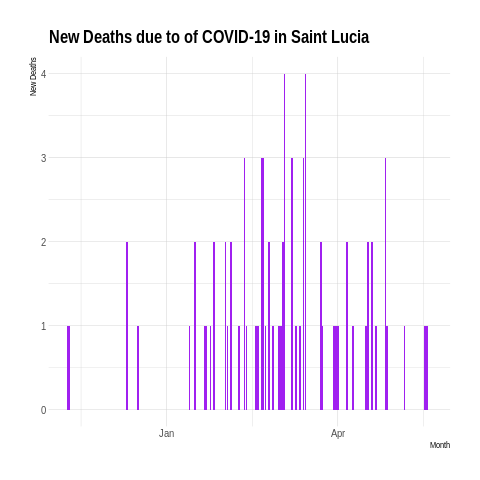 New Deaths due to of COVID-19 in Saint Lucia
New Deaths
4
3
2
1
0
Jan
Apr
Month